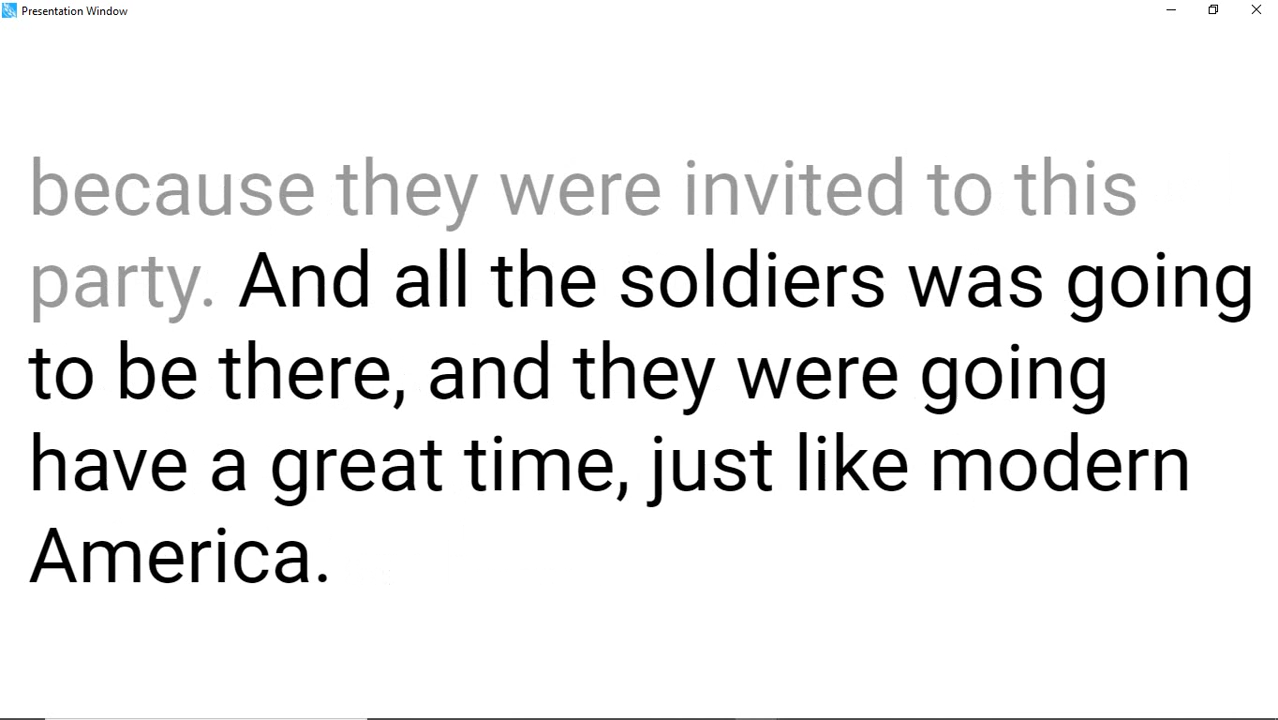 Presentation Window
because they were invited to this
party. And all the soldiers was going
to be there, and they were going
have a great time, just like modern
America.